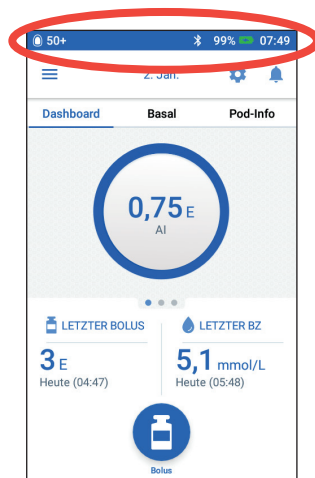 50+ 99% 07:49
2. Jan.
Dashboard Basal Pod-Info
0,75 E
AI
LETZTER BOLUS LETZTER BZ
3 E 5,1 mmol/L
Heute (04:47) Heute (05:48)
Bolus